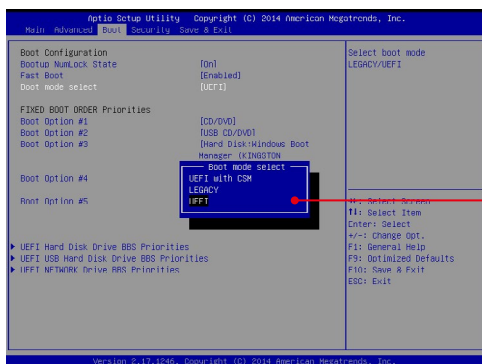 Aptio Setup Utility Copyright (C) 2014 American Megatrends, Inc.
Main Advanced Boot Security Save & Exit
Boot Configuration
Bootup NumLock State [On]
Fast Boot [Enabled]
Boot mode select [UEFI]
FIXED BOOT ORDER Priorities
Boot Option #1 [CD/DVD]
Boot Option #2 [USB CD/DVD]
Boot Option #3 [Hard Disk:Windows Boot
Manager (KINGSTON
Boot mode select
UEFI with CSM
LEGACY
UEFI
Boot Option #4
Boot Option #5
UEFI Hard Disk Drive BBS Priorities
UEFI USB Hard Disk Drive BBS Priorities
UEFI NETWORK Drive BBS Priorities
Select boot mode
LEGACY/UEFI
↔: Select Screen
↑↓: Select Item
Enter: Select
+/-: Change Opt.
F1: General Help
F9: Optimized Defaults
F10: Save & Exit
ESC: Exit
Version 2.17.1246. Copyright (C) 2014 American Megatrends, Inc.